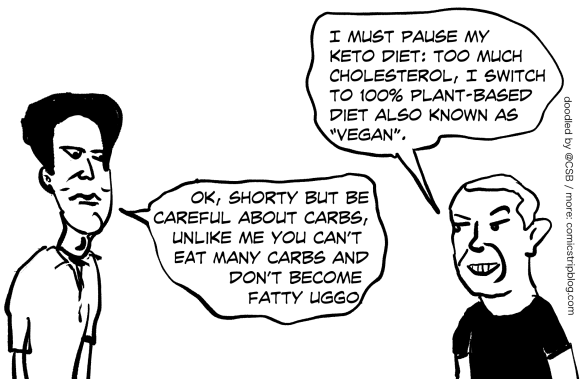 I MUST PAUSE MY
KETO DIET: TOO MUCH
CHOLESTEROL, I SWITCH
TO 100% PLANT-BASED
DIET ALSO KNOWN AS
"VEGAN".
OK, SHORTY BUT BE
CAREFUL ABOUT CARBS,
UNLIKE ME YOU CAN'T
EAT MANY CARBS AND
DON'T BECOME
FATTY UGGO
doodled by @CSB / more: comicstripblog.com